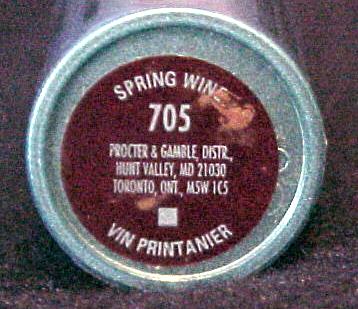 SPRING WINE
705
PROCTER & GAMBLE, DISTR.,
HUNT VALLEY, MD 21030
TORONTO, ONT., M5W 1C5
VIN PRINTANIER